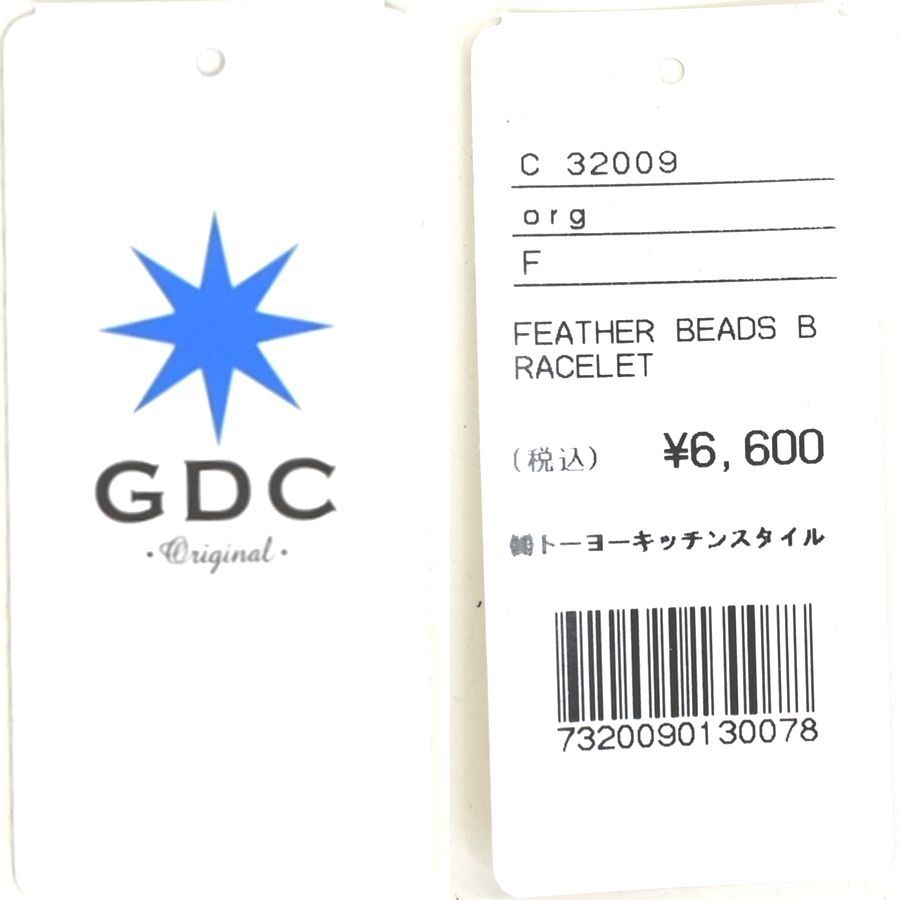 GDC
·Original·
C 32009
org
F
FEATHER BEADS B
RACELET
(税込) ¥6,600
㈱トーヨーキッチンスタイル
7320090130078